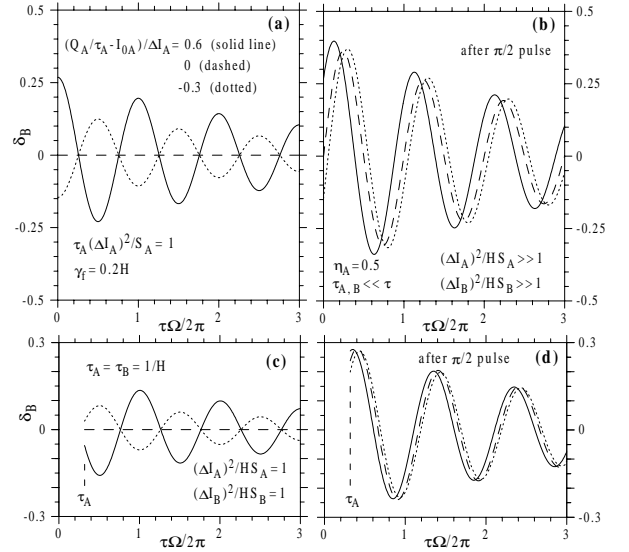 0.5
0.25
0
-0.25
-0.5
δ_B
(a)
(Q_A/τ_A-I_0A)/ΔI_A= 0.6 (solid line)
0 (dashed)
-0.3 (dotted)
τ_A(ΔI_A)²/S_A = 1
γ_f = 0.2H
0 1 2 3
τΩ/2π
(b)
after π/2 pulse
η_A = 0.5
τ_A, B << τ
(ΔI_A)²/HS_A >>1
(ΔI_B)²/HS_B >>1
0.5
0.25
0
-0.25
-0.5
0 1 2 3
τΩ/2π
0.3
0
-0.3
δ_B
(c)
τ_A = τ_B = 1/H
(ΔI_A)²/HS_A = 1
(ΔI_B)²/HS_B = 1
τ_A
0 1 2 3
τΩ/2π
(d)
after π/2 pulse
τ_A
0.3
0
-0.3
0 1 2 3
τΩ/2π